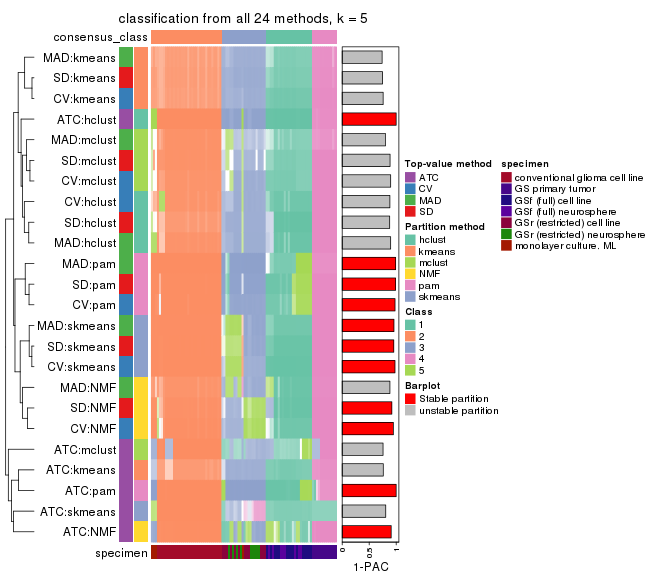 classification from all 24 methods, k = 5
consensus_class
MAD:kmeans
SD:kmeans
CV:kmeans
ATC:hclust
MAD:mclust
SD:mclust
CV:mclust
CV:hclust
SD:hclust
MAD:hclust
MAD:pam
SD:pam
CV:pam
MAD:skmeans
SD:skmeans
CV:skmeans
MAD:NMF
SD:NMF
CV:NMF
ATC:mclust
ATC:kmeans
ATC:pam
ATC:skmeans
ATC:NMF
specimen
0
0.5
1
1-PAC
Top-value method
ATC
CV
MAD
SD
Partition method
hclust
kmeans
mclust
NMF
pam
skmeans
Class
1
2
3
4
5
Barplot
Stable partition
unstable partition
specimen
conventional glioma cell line
GS primary tumor
GSf (full) cell line
GSf (full) neurosphere
GSr (restricted) cell line
GSr (restricted) neurosphere
monolayer culture, ML